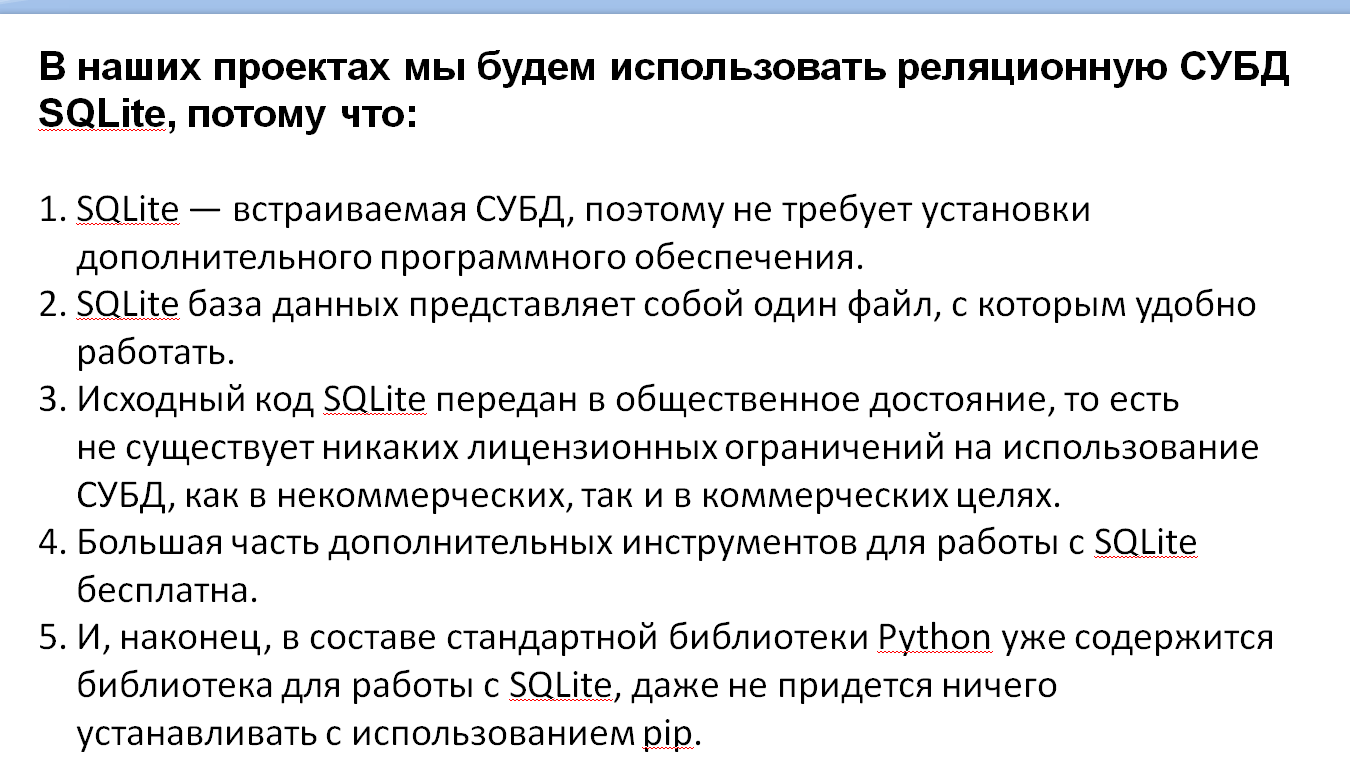 В наших проектах мы будем использовать реляционную СУБД
SQLite, потому что:
1. SQLite — встраиваемая СУБД, поэтому не требует установки
дополнительного программного обеспечения.
2. SQLite база данных представляет собой один файл, с которым удобно
работать.
3. Исходный код SQLite передан в общественное достояние, то есть
не существует никаких лицензионных ограничений на использование
СУБД, как в некоммерческих, так и в коммерческих целях.
4. Большая часть дополнительных инструментов для работы с SQLite
бесплатна.
5. И, наконец, в составе стандартной библиотеки Python уже содержится
библиотека для работы с SQLite, даже не придется ничего
устанавливать с использованием pip.